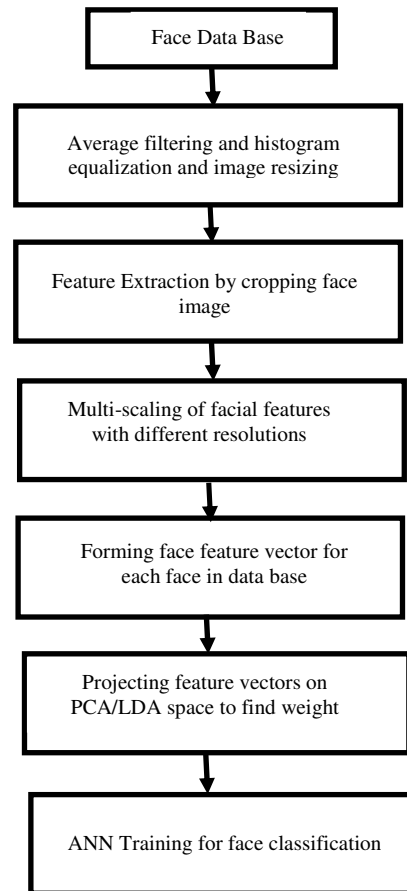 Face Data Base
Average filtering and histogram
equalization and image resizing
Feature Extraction by cropping face
image
Multi-scaling of facial features
with different resolutions
Forming face feature vector for
each face in data base
Projecting feature vectors on
PCA/LDA space to find weight
ANN Training for face classification